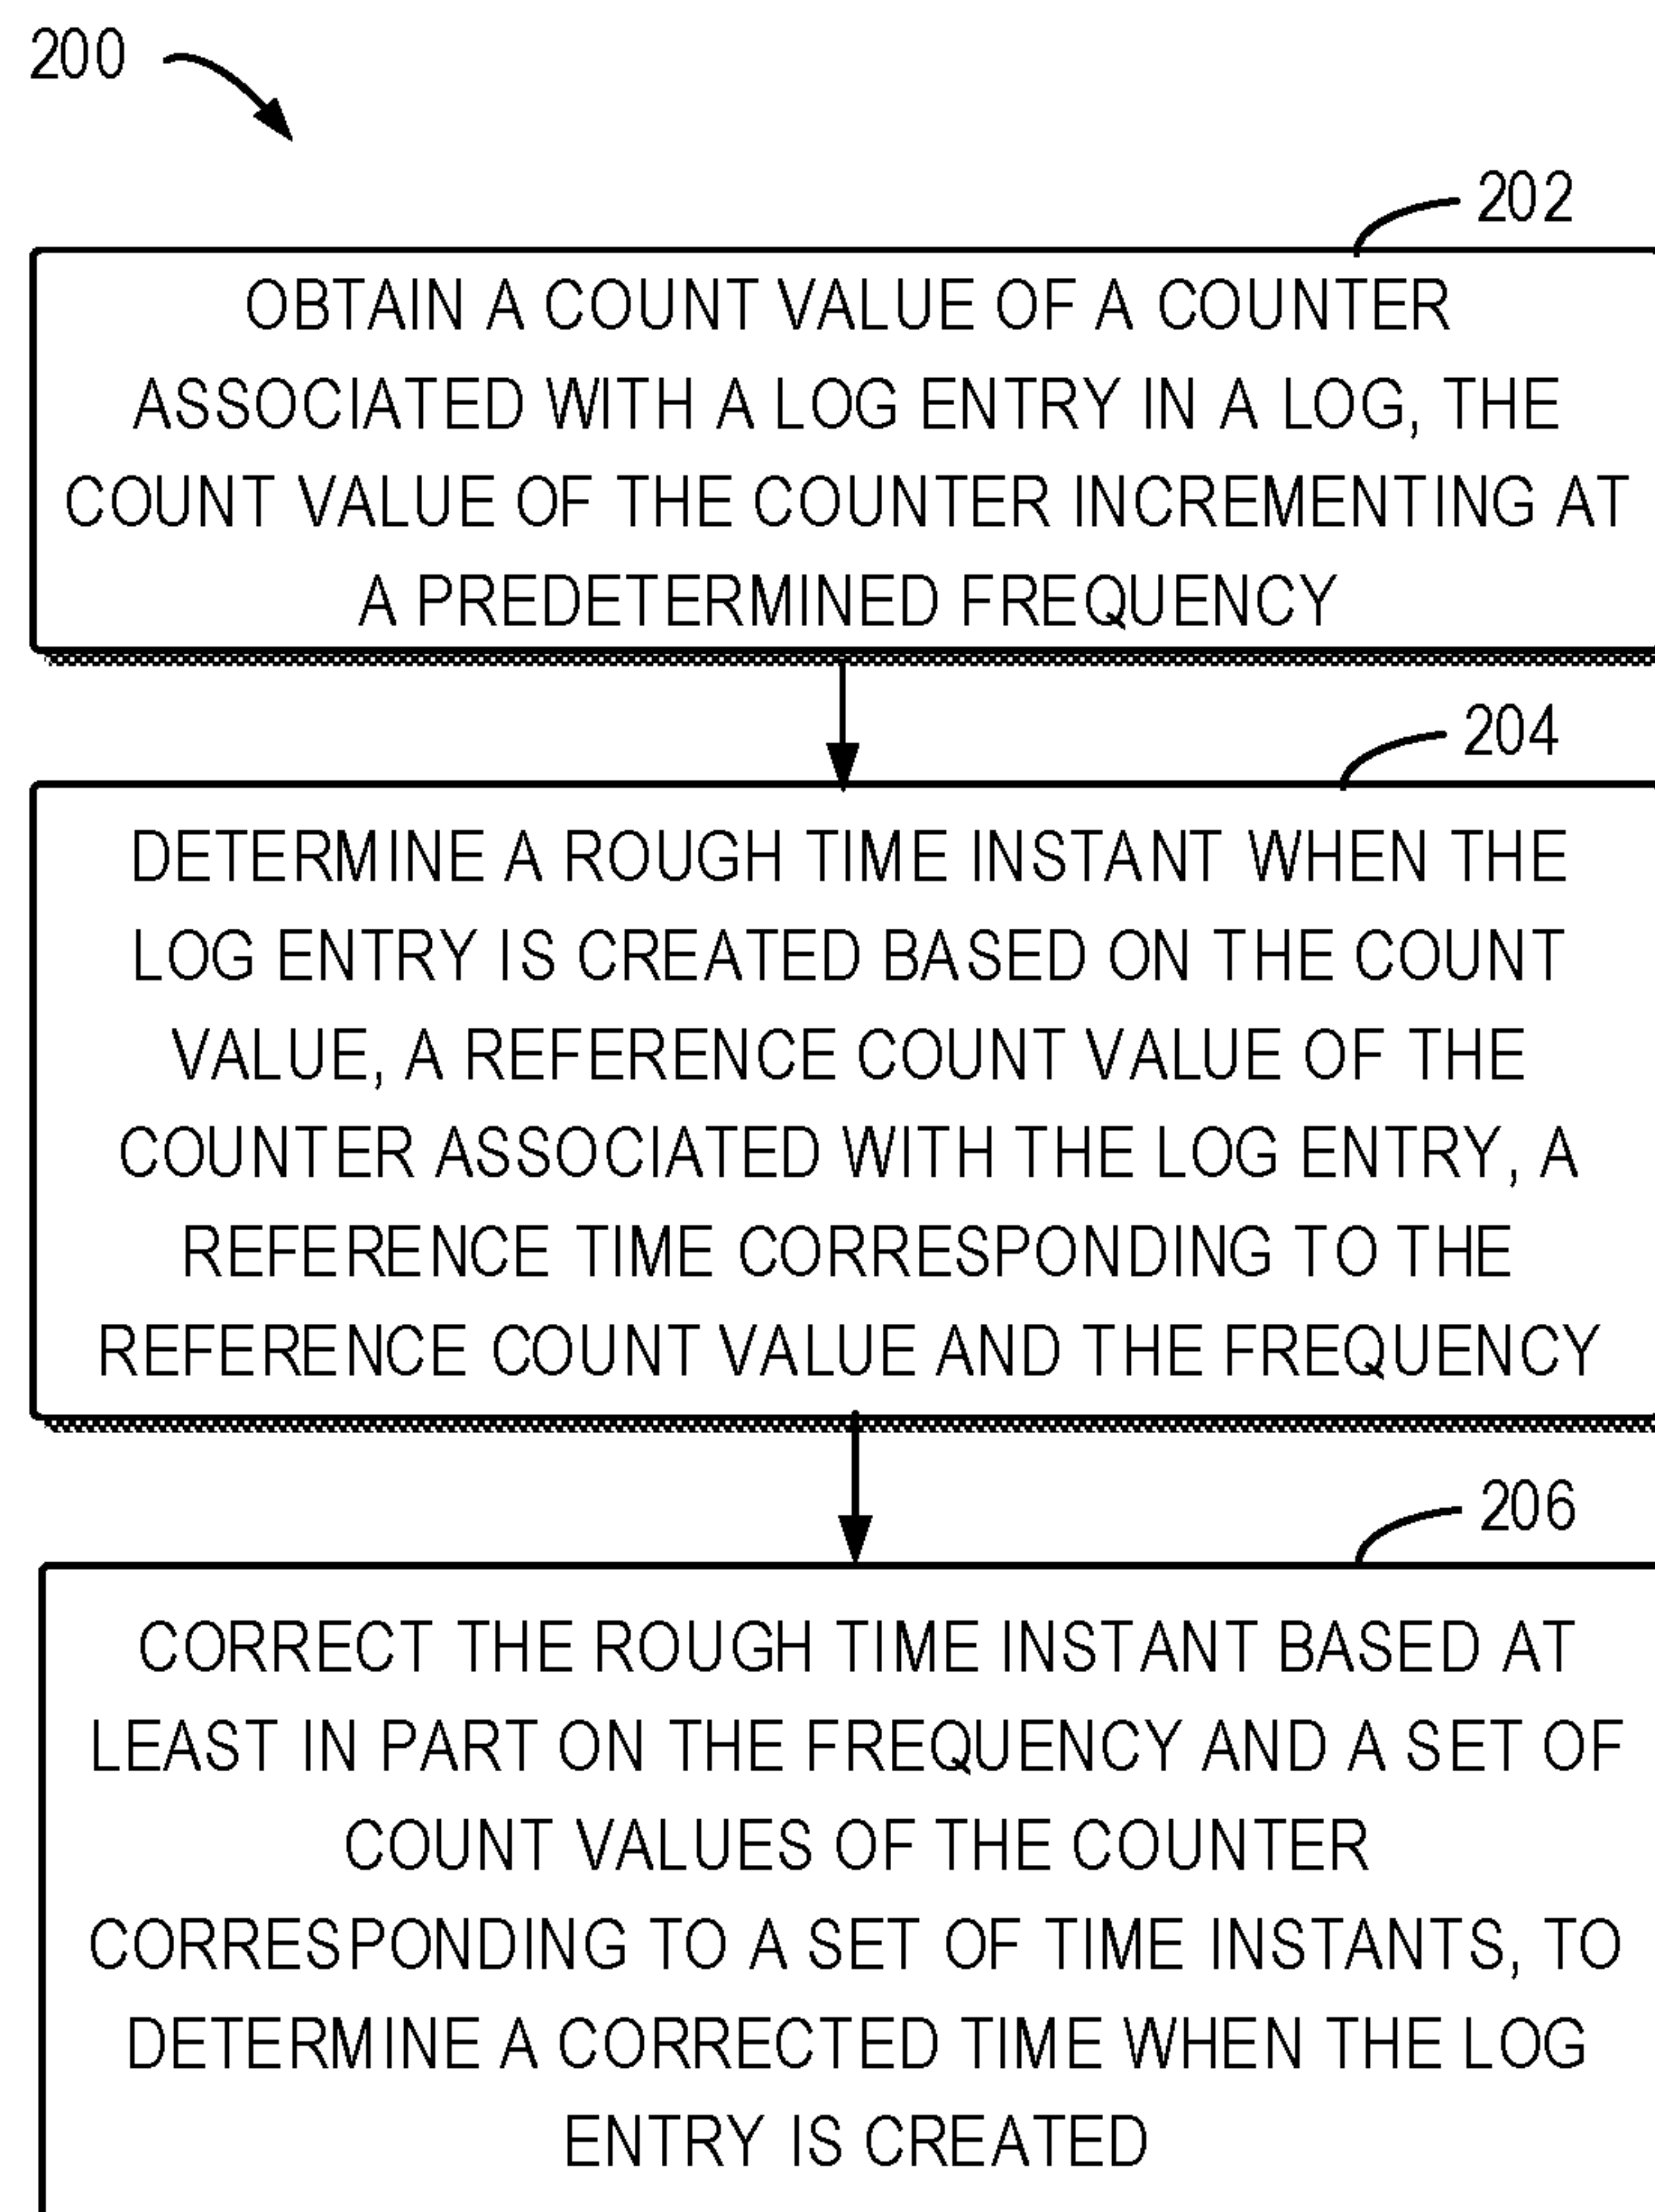 200
202
OBTAIN A COUNT VALUE OF A COUNTER
ASSOCIATED WITH A LOG ENTRY IN A LOG, THE
COUNT VALUE OF THE COUNTER INCREMENTING AT
A PREDETERMINED FREQUENCY
204
DETERMINE A ROUGH TIME INSTANT WHEN THE
LOG ENTRY IS CREATED BASED ON THE COUNT
VALUE, A REFERENCE COUNT VALUE OF THE
COUNTER ASSOCIATED WITH THE LOG ENTRY, A
REFERENCE TIME CORRESPONDING TO THE
REFERENCE COUNT VALUE AND THE FREQUENCY
206
CORRECT THE ROUGH TIME INSTANT BASED AT
LEAST IN PART ON THE FREQUENCY AND A SET OF
COUNT VALUES OF THE COUNTER
CORRESPONDING TO A SET OF TIME INSTANTS, TO
DETERMINE A CORRECTED TIME WHEN THE LOG
ENTRY IS CREATED